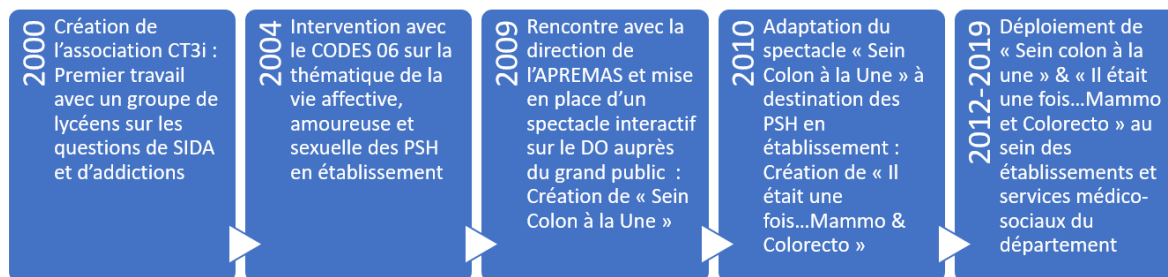 2000
Création de
l'association CT3i :
Premier travail
avec un groupe de
lycéens sur les
questions de SIDA
et d'addictions
2004
Intervention avec
le CODES 06 sur la
thématique de la
vie affective,
amoureuse et
sexuelle des PSH
en établissement
2009
Rencontre avec la
direction de
l'APREMAS et mise
en place d'un
spectacle interactif
sur le DO auprès
du grand public :
Création de « Sein
Colon à la Une »
2010
Adaptation du
spectacle « Sein
Colon à la Une » à
destination des
PSH en
établissement :
Création de « Il
était une
fois...Mammo &
Colorecto »
2012-2019
Déploiement de
« Sein colon à la
une » & « Il était
une fois...Mammo
et Colorecto » au
sein des
établissements et
services médico-
sociaux du
département